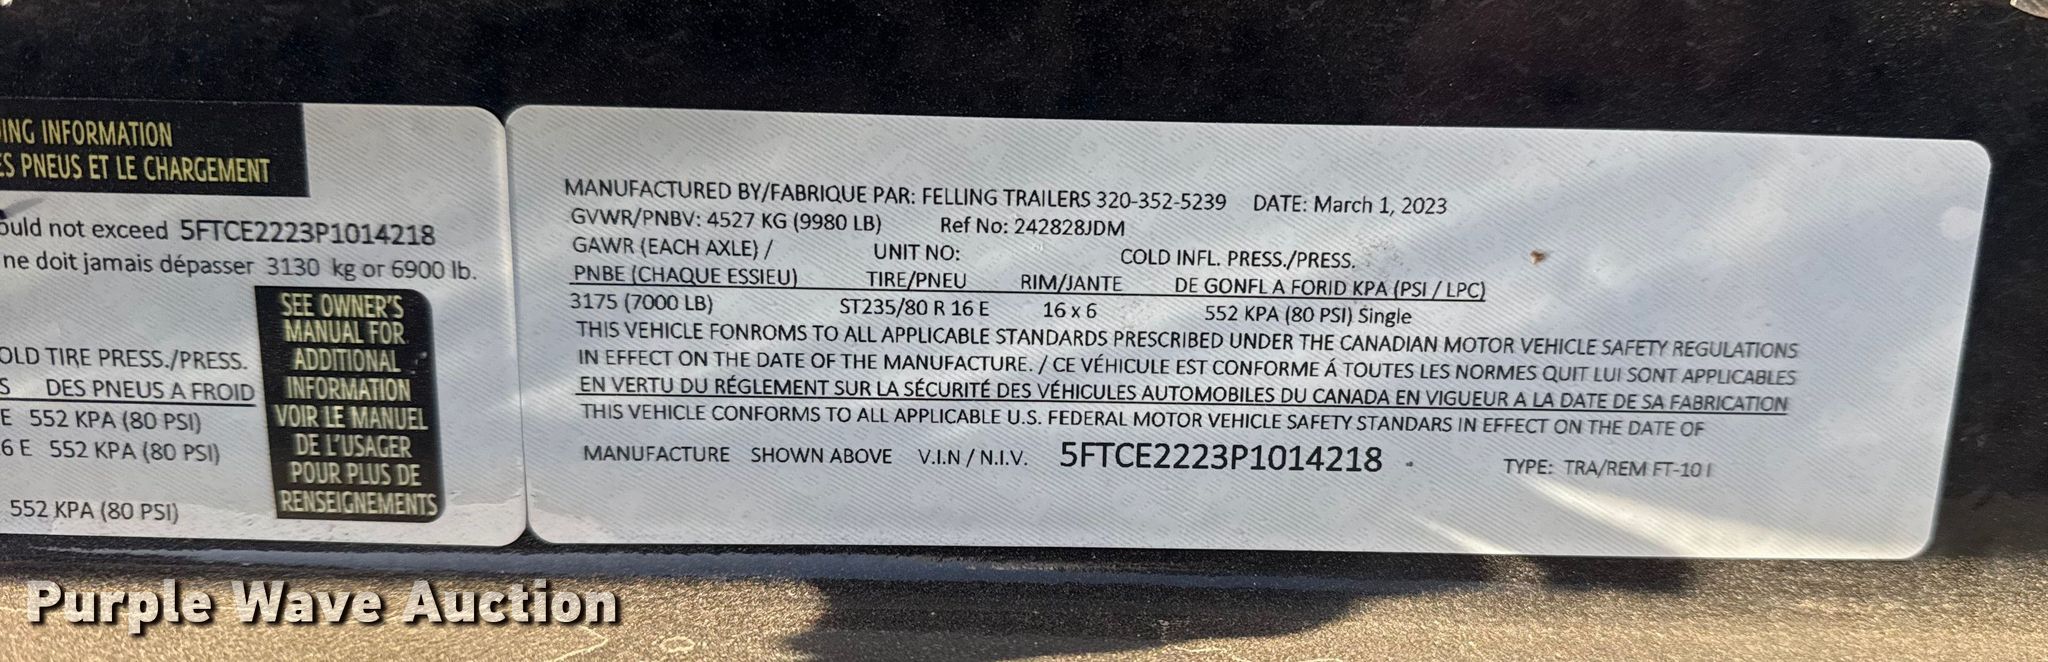 ING INFORMATION
ES PNEUS ET LE CHARGEMENT
ould not exceed 5FTCE2223P1014218
ne doit jamais dépasser 3130 kg or 6900 lb.
SEE OWNER'S
MANUAL FOR
ADDITIONAL
INFORMATION
VOIR LE MANUEL
DE L'USAGER
POUR PLUS DE
RENSEIGNEMENTS
OLD TIRE PRESS./PRESS.
S DES PNEUS A FROID
E 552 KPA (80 PSI)
6 E 552 KPA (80 PSI)
552 KPA (80 PSI)
MANUFACTURED BY/FABRIQUE PAR: FELLING TRAILERS 320-352-5239 DATE: March 1, 2023
GVWR/PNBV: 4527 KG (9980 LB) Ref No: 242828JDM
GAWR (EACH AXLE) / UNIT NO: COLD INFL. PRESS./PRESS.
PNBE (CHAQUE ESSIEU) TIRE/PNEU RIM/JANTE DE GONFL A FORID KPA (PSI / LPC)
3175 (7000 LB) ST235/80 R 16 E 16 x 6 552 KPA (80 PSI) Single
THIS VEHICLE FONROMS TO ALL APPLICABLE STANDARDS PRESCRIBED UNDER THE CANADIAN MOTOR VEHICLE SAFETY REGULATIONS
IN EFFECT ON THE DATE OF THE MANUFACTURE. / CE VÉHICULE EST CONFORME Á TOUTES LES NORMES QUIT LUI SONT APPLICABLES
EN VERTU DU RÉGLEMENT SUR LA SÉCURITÉ DES VÉHICULES AUTOMOBILES DU CANADA EN VIGUEUR A LA DATE DE SA FABRICATION
THIS VEHICLE CONFORMS TO ALL APPLICABLE U.S. FEDERAL MOTOR VEHICLE SAFETY STANDARS IN EFFECT ON THE DATE OF
MANUFACTURE SHOWN ABOVE V.I.N / N.I.V. 5FTCE2223P1014218 TYPE: TRA/REM FT-10 I
Purple Wave Auction